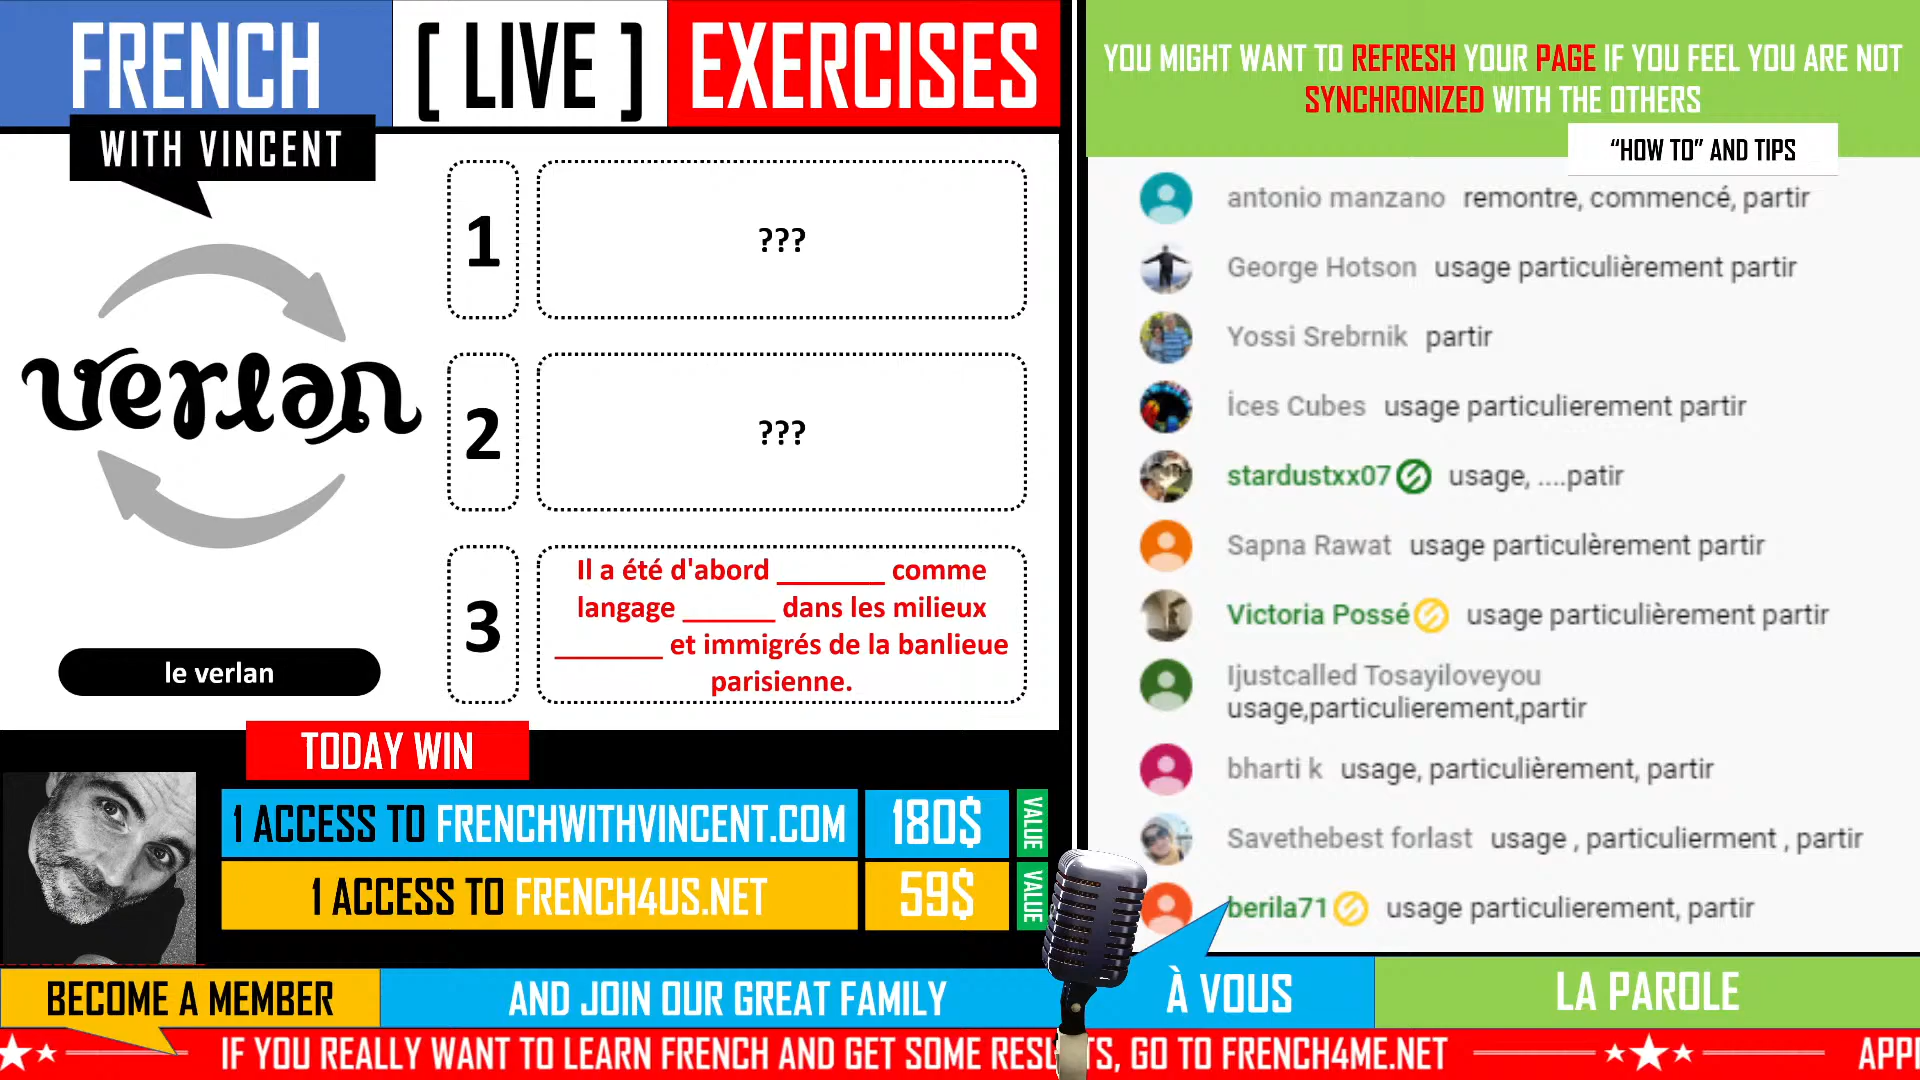 FRENCH
[ LIVE ]
EXERCISES
WITH VINCENT
verlan
le verlan
1
???
2
???
3
Il a été d'abord _______ comme
langage ______ dans les milieux
_______ et immigrés de la banlieue
parisienne.
TODAY WIN
1 ACCESS TO FRENCHWITHVINCENT.COM
180$
VALUE
1 ACCESS TO FRENCH4US.NET
59$
VALUE
BECOME A MEMBER
AND JOIN OUR GREAT FAMILY
YOU MIGHT WANT TO REFRESH YOUR PAGE IF YOU FEEL YOU ARE NOT
SYNCHRONIZED WITH THE OTHERS
“HOW TO” AND TIPS
antonio manzano remontre, commencé, partir
George Hotson usage particulièrement partir
Yossi Srebrnik partir
İces Cubes usage particulierement partir
stardustxx07 usage, ....patir
Sapna Rawat usage particulèrement partir
Victoria Possé usage particulièrement partir
Ijustcalled Tosayiloveyou
usage,particulierement,partir
bharti k usage, particulièrement, partir
Savethebest forlast usage , particulierment , partir
berila71 usage particulierement, partir
À VOUS
LA PAROLE
IF YOU REALLY WANT TO LEARN FRENCH AND GET SOME RESULTS, GO TO FRENCH4ME.NET